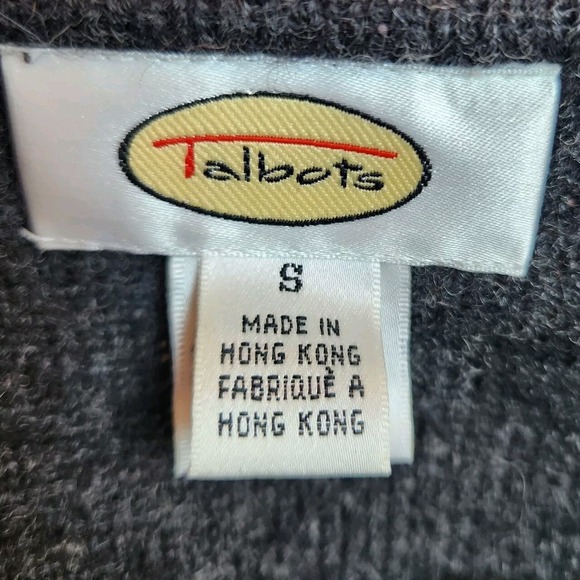 Talbots
S
MADE IN
HONG KONG
FABRIQUÈ A
HONG KONG